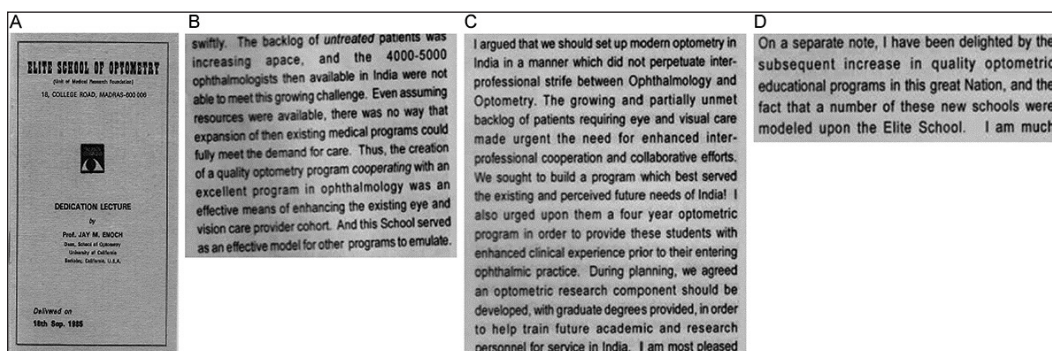 A
ELITE SCHOOL OF OPTOMETRY
(Unit of Medical Research Foundation)
18, COLLEGE ROAD, MADRAS-600 006
DEDICATION LECTURE
by
Prof. JAY M. ENOCH
Dean, School of Optometry
University of California
Berkeley, California, U.S.A.
Delivered on
16th Sep. 1985
B
swiftly. The backlog of untreated patients was
increasing apace, and the 4000-5000
ophthalmologists then available in India were not
able to meet this growing challenge. Even assuming
resources were available, there was no way that
expansion of then existing medical programs could
fully meet the demand for care. Thus, the creation
of a quality optometry program cooperating with an
excellent program in ophthalmology was an
effective means of enhancing the existing eye and
vision care provider cohort. And this School served
as an effective model for other programs to emulate.
C
I argued that we should set up modern optometry in
India in a manner which did not perpetuate inter-
professional strife between Ophthalmology and
Optometry. The growing and partially unmet
backlog of patients requiring eye and visual care
made urgent the need for enhanced inter-
professional cooperation and collaborative efforts.
We sought to build a program which best served
the existing and perceived future needs of India! I
also urged upon them a four year optometric
program in order to provide these students with
enhanced clinical experience prior to their entering
ophthalmic practice. During planning, we agreed
an optometric research component should be
developed, with graduate degrees provided, in order
to help train future academic and research
personnel for service in India. I am most pleased
D
On a separate note, I have been delighted by the
subsequent increase in quality optometric
educational programs in this great Nation, and the
fact that a number of these new schools were
modeled upon the Elite School. I am much